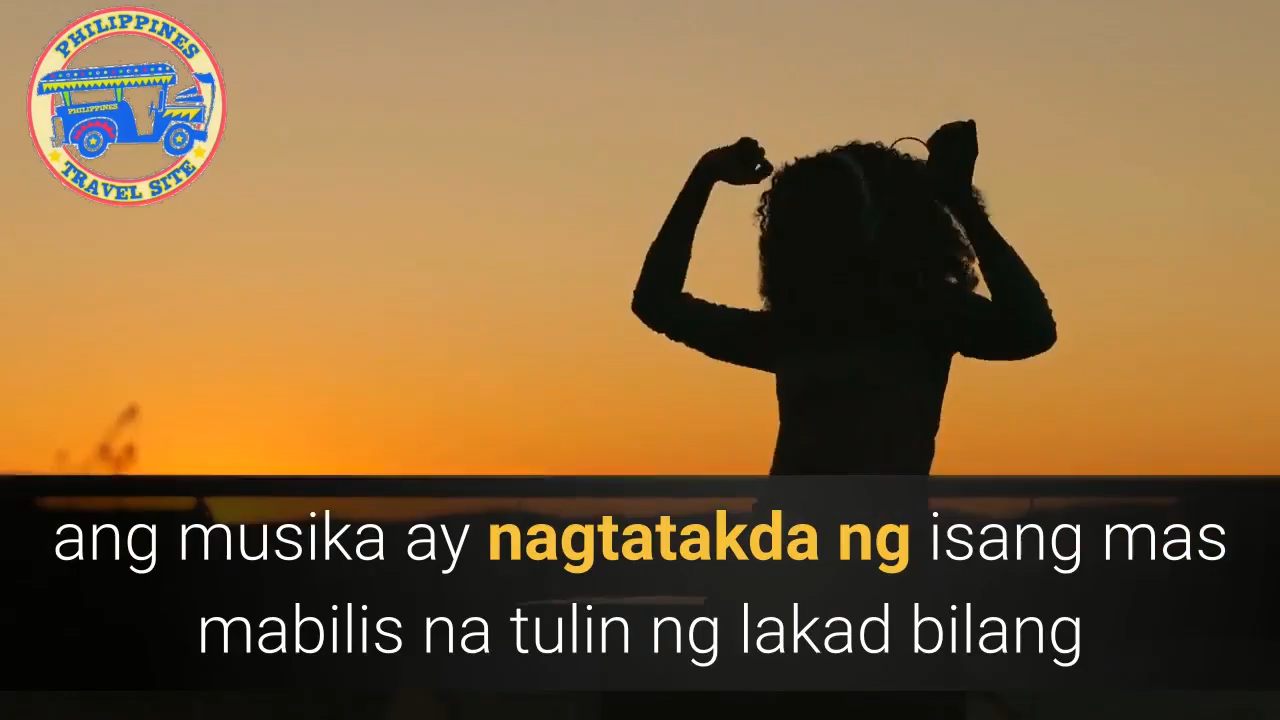 PHILIPPINES
PHILIPPINES
TRAVEL SITE
ang musika ay nagtatakda ng isang mas
mabilis na tulin ng lakad bilang